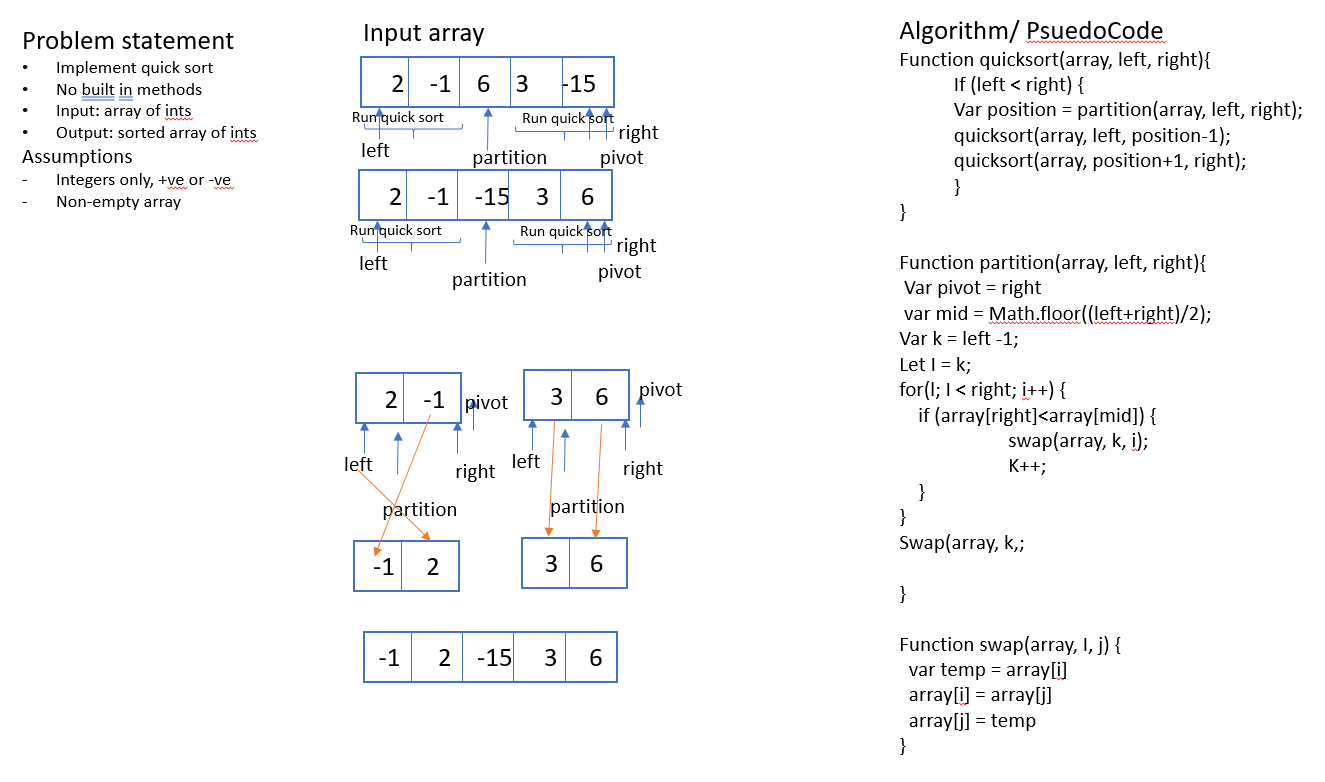 Problem statement
• Implement quick sort
• No built in methods
• Input: array of ints
• Output: sorted array of ints
Assumptions
- Integers only, +ve or -ve
- Non-empty array
Input array
2 -1 6 3 -15
Run quick sort Run quick sort
left partition pivot right
2 -1 -15 3 6
Run quick sort Run quick sort
left partition pivot right
2 -1 pivot
left right
partition
3 6 pivot
left right
partition
-1 2
3 6
-1 2 -15 3 6
Algorithm/ PsuedoCode
Function quicksort(array, left, right){
If (left < right) {
Var position = partition(array, left, right);
quicksort(array, left, position-1);
quicksort(array, position+1, right);
}
}
Function partition(array, left, right){
Var pivot = right
var mid = Math.floor((left+right)/2);
Var k = left -1;
Let I = k;
for(I; I < right; i++) {
if (array[right]<array[mid]) {
swap(array, k, i);
K++;
}
}
Swap(array, k,;
}
Function swap(array, I, j) {
var temp = array[i]
array[i] = array[j]
array[j] = temp
}